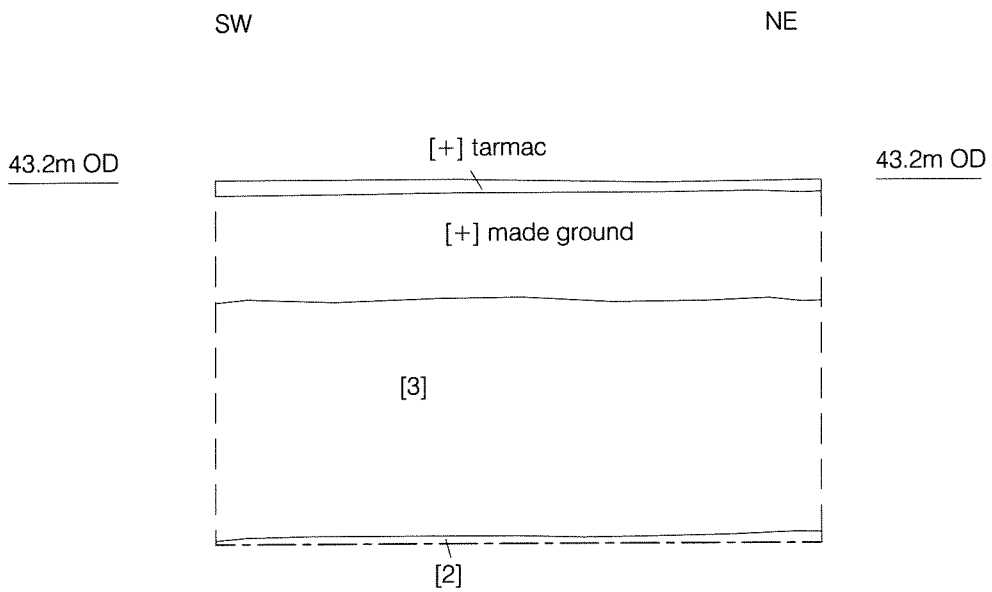 SW
NE
43.2m OD
[+] tarmac
43.2m OD
[+] made ground
[3]
[2]